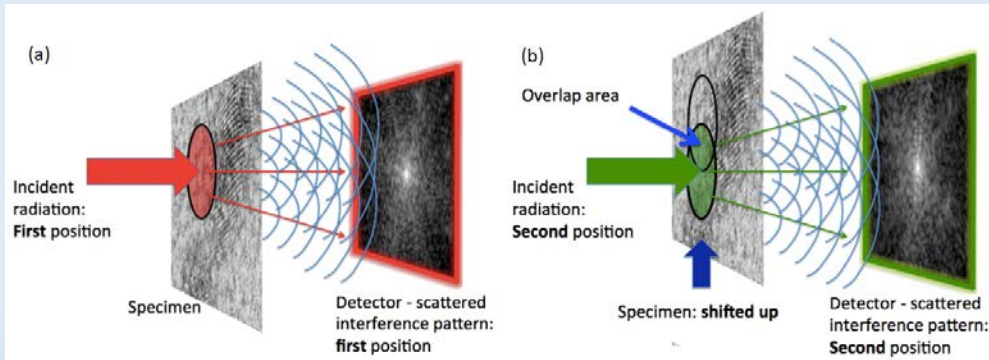 (a)
Incident
radiation:
First position
Specimen
Detector - scattered
interference pattern:
first position
(b)
Overlap area
Incident
radiation:
Second position
Specimen: shifted up
Detector - scattered
interference pattern:
Second position